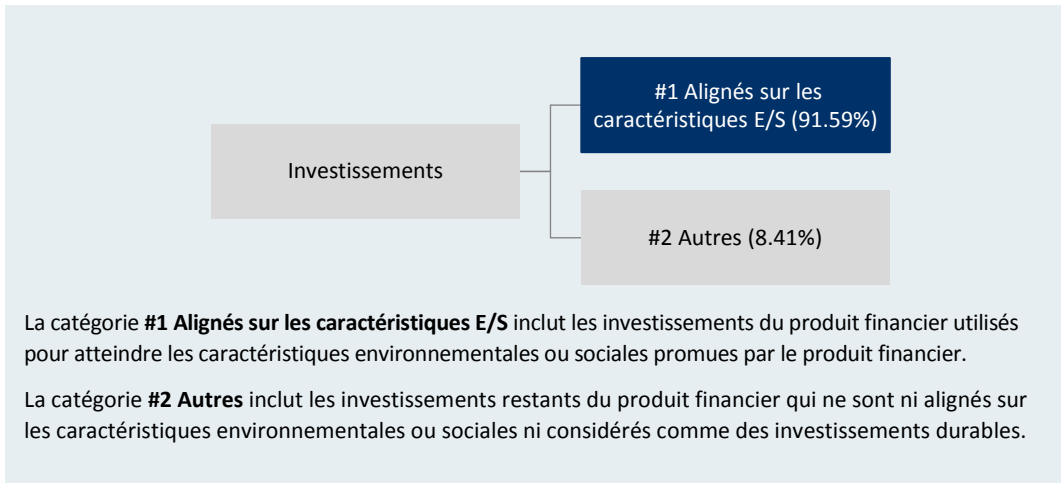 #1 Alignés sur les
caractéristiques E/S (91.59%)
Investissements
#2 Autres (8.41%)
La catégorie #1 Alignés sur les caractéristiques E/S inclut les investissements du produit financier utilisés
pour atteindre les caractéristiques environnementales ou sociales promues par le produit financier.
La catégorie #2 Autres inclut les investissements restants du produit financier qui ne sont ni alignés sur
les caractéristiques environnementales ou sociales ni considérés comme des investissements durables.